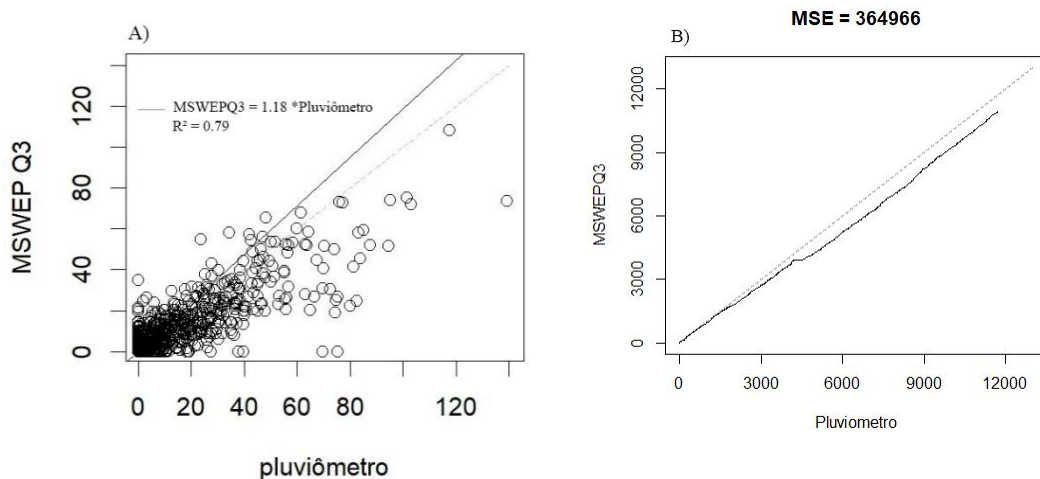 A)
MSWEPQ3 = 1.18 *Pluviômetro
R² = 0.79
MSWEP Q3
120
80
40
0
0 20 40 60 80 120
pluviômetro
MSE = 364966
B)
MSWEPQ3
12000
9000
6000
3000
0
0 3000 6000 9000 12000
Pluviometro